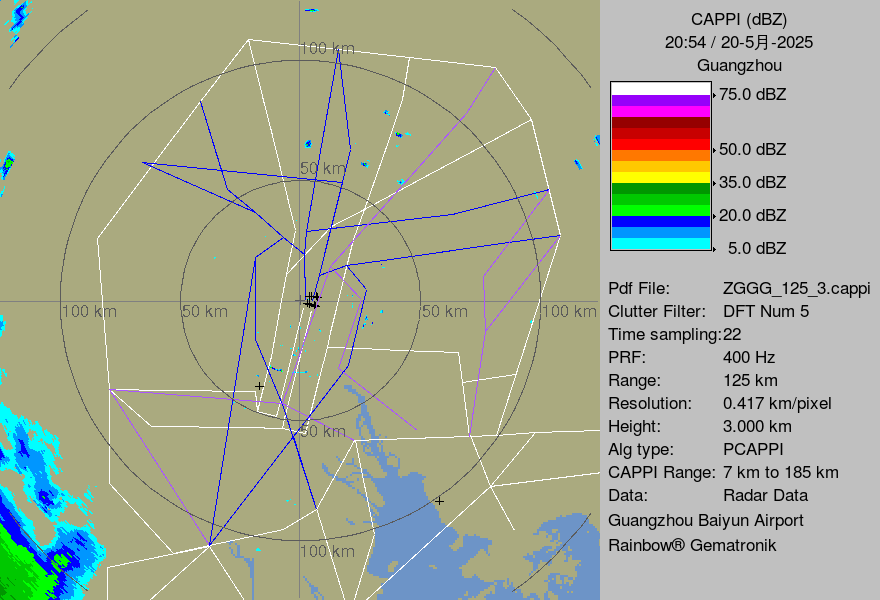 CAPPI (dBZ)
20:54 / 20-5月-2025
Guangzhou
75.0 dBZ
50.0 dBZ
35.0 dBZ
20.0 dBZ
5.0 dBZ
Pdf File: ZGGG_125_3.cappi
Clutter Filter: DFT Num 5
Time sampling:22
PRF: 400 Hz
Range: 125 km
Resolution: 0.417 km/pixel
Height: 3.000 km
Alg type: PCAPPI
CAPPI Range: 7 km to 185 km
Data: Radar Data
Guangzhou Baiyun Airport
Rainbow® Gematronik
100 km
50 km
100 km
50 km
50 km
100 km
50 km
100 km